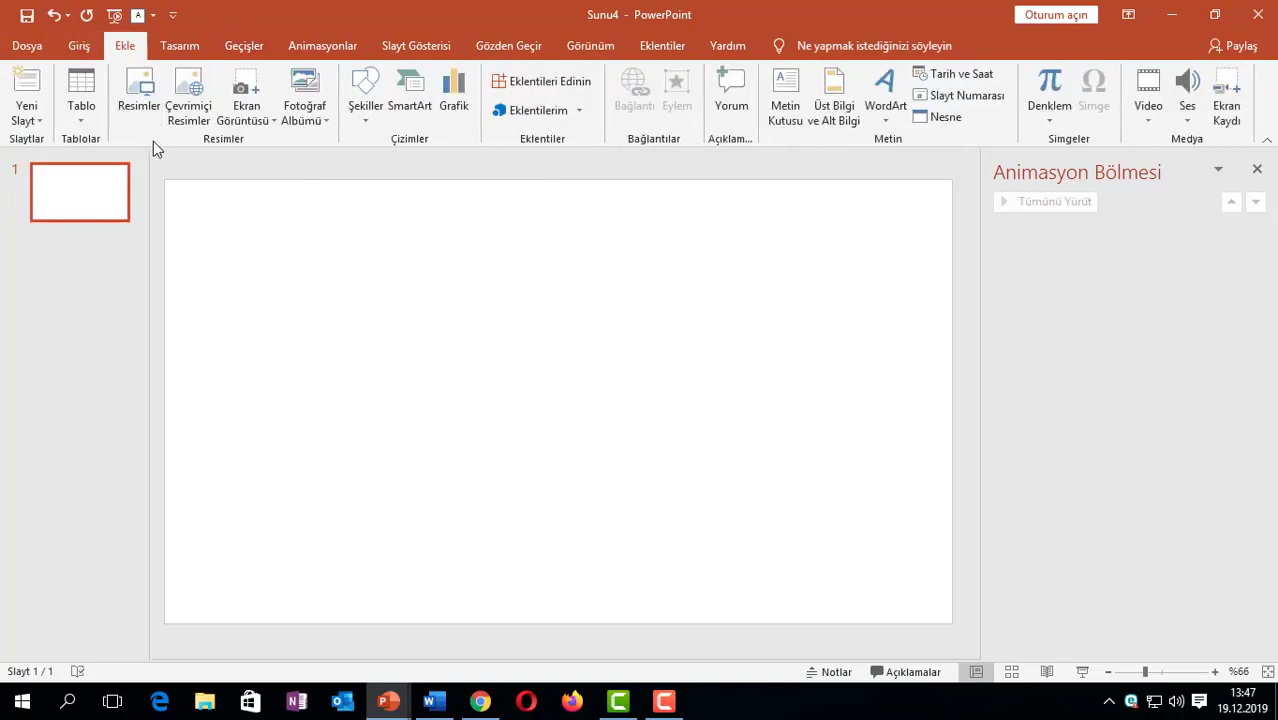 A
Sunu4 - PowerPoint
Oturum açın
Dosya
Giriş
Ekle
Tasarım
Geçişler
Animasyonlar
Slayt Gösterisi
Gözden Geçir
Görünüm
Eklentiler
Yardım
Ne yapmak istediğinizi söyleyin
Paylaş
Yeni
Slayt
Tablo
Resimler
Çevrimiçi
Resimler
Ekran
Görüntüsü
Fotoğraf
Albümü
Şekiller
SmartArt
Grafik
Eklentileri Edinin
Eklentilerim
Bağlantı
Eylem
Yorum
Metin
Kutusu
Üst Bilgi
ve Alt Bilgi
WordArt
Tarih ve Saat
Slayt Numarası
Nesne
Denklem
Simge
Video
Ses
Ekran
Kaydı
Slaytlar
Tablolar
Resimler
Çizimler
Eklentiler
Bağlantılar
Açıklam...
Metin
Simgeler
Medya
1
Animasyon Bölmesi
Tümünü Yürüt
Slayt 1 / 1
Notlar
Açıklamalar
%66
13:47
19.12.2019